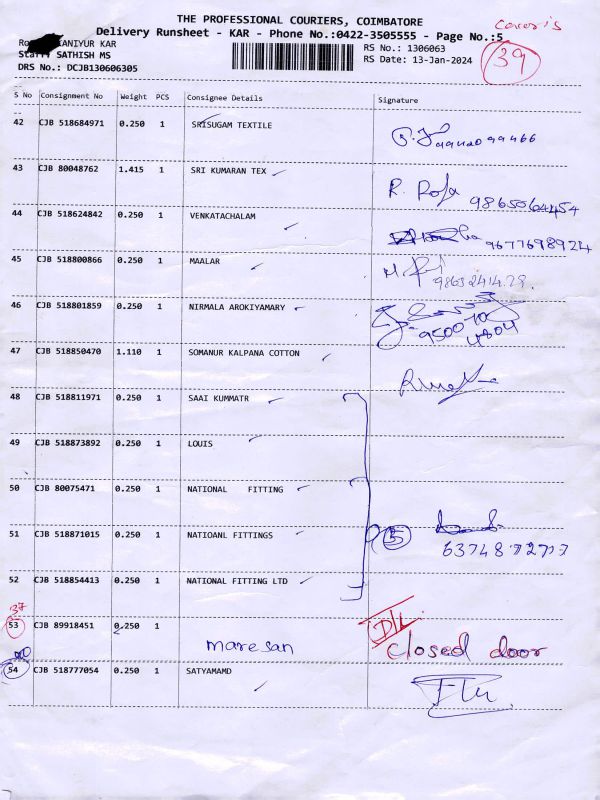 THE PROFESSIONAL COURIERS, COIMBATORE
Delivery Runsheet - KAR - Phone No.:0422-3505555 - Page No.:5
39
KANIYUR KAR
RS No.: 1306063
Staff: SATHISH MS
RS Date: 13-Jan-2024
DRS No.: DCJB130606305
S No Consignment No Weight PCS Consignee Details Signature
42 CJB 518684971 0.250 1 SRISUGAM TEXTILE
43 CJB 80048762 1.415 1 SRI KUMARAN TEX R. Roja 9865064454
44 CJB 518624842 0.250 1 VENKATACHALAM 9677698924
45 CJB 518800866 0.250 1 MAALAR
46 CJB 518801859 0.250 1 NIRMALA AROKIYAMARY 95007
4804
47 CJB 518850470 1.110 1 SOMANUR KALPANA COTTON
48 CJB 518811971 0.250 1 SAAI KUMMATR
49 CJB 518873892 0.250 1 LOUIS
50 CJB 80075471 0.250 1 NATIONAL FITTING
51 CJB 518871015 0.250 1 NATIOANL FITTINGS 5
52 CJB 518854413 0.250 1 NATIONAL FITTING LTD
37
53 CJB 89918451 0.250 1 maresan D/L closed door
54 CJB 518777054 0.250 1 SATYAMAMD